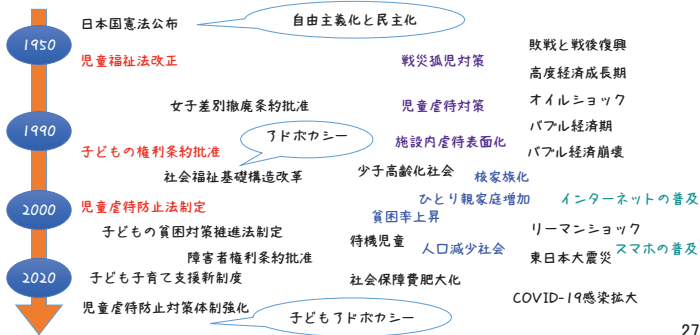 日本国憲法公布
自由主義化と民主化
1950
敗戦と戦後復興
児童福祉法改正
戦災孤児対策
高度経済成長期
女子差別撤廃条約批准
児童虐待対策
オイルショック
1990
アドボカシー
施設内虐待表面化
バブル経済期
子どもの権利条約批准
バブル経済崩壊
社会福祉基礎構造改革
少子高齢化社会
核家族化
2000
児童虐待防止法制定
ひとり親家庭増加
インターネットの普及
貧困率上昇
子どもの貧困対策推進法制定
待機児童
リーマンショック
障害者権利条約批准
人口減少社会
東日本大震災
スマホの普及
2020
子ども子育て支援新制度
社会保障費肥大化
児童虐待防止対策体制強化
子どもアドボカシー
COVID-19感染拡大
27